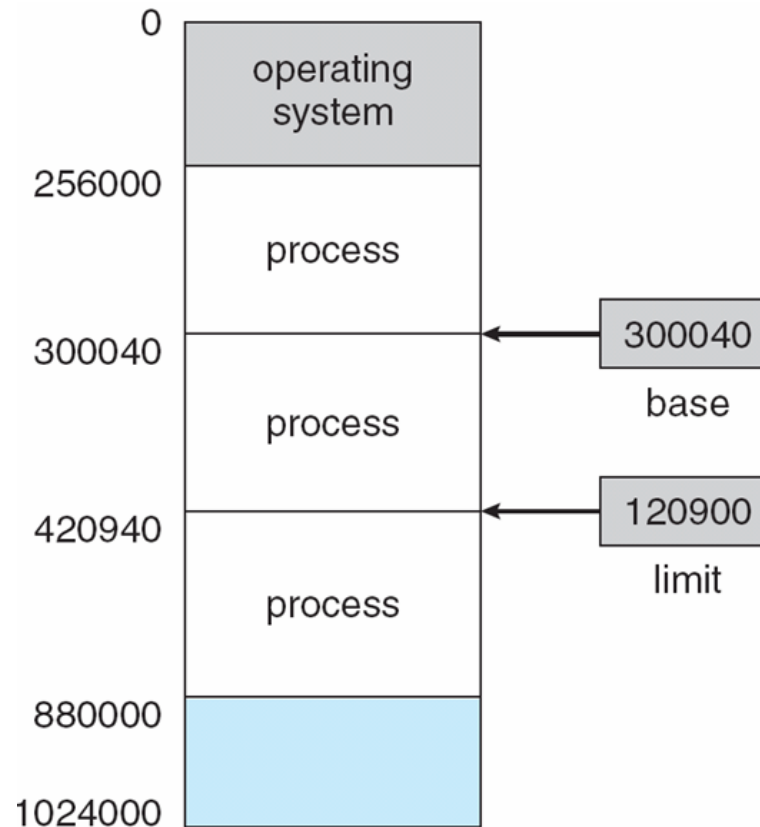 0
operating
system
256000
process
300040
300040
base
process
120900
420940
limit
process
880000
1024000